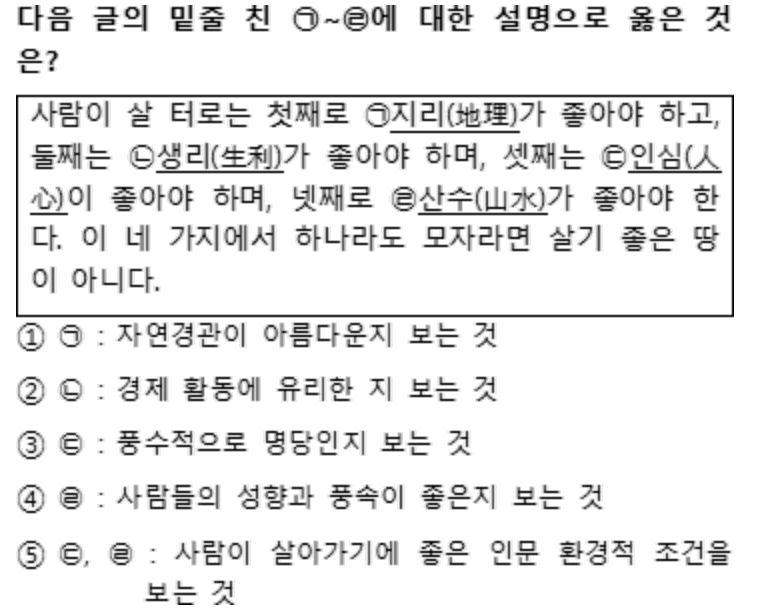 다음 글의 밑줄 친 ㉠~㉣에 대한 설명으로 옳은 것
은?
사람이 살 터로는 첫째로 ㉠지리(地理)가 좋아야 하고,
둘째는 ㉡생리(生利)가 좋아야 하며, 셋째는 ㉢인심(人
心)이 좋아야 하며, 넷째로 ㉣산수(山水)가 좋아야 한
다. 이 네 가지에서 하나라도 모자라면 살기 좋은 땅
이 아니다.
① ㉠ : 자연경관이 아름다운지 보는 것
② ㉡ : 경제 활동에 유리한 지 보는 것
③ ㉢ : 풍수적으로 명당인지 보는 것
④ ㉣ : 사람들의 성향과 풍속이 좋은지 보는 것
⑤ ㉢, ㉣ : 사람이 살아가기에 좋은 인문 환경적 조건을
보는 것